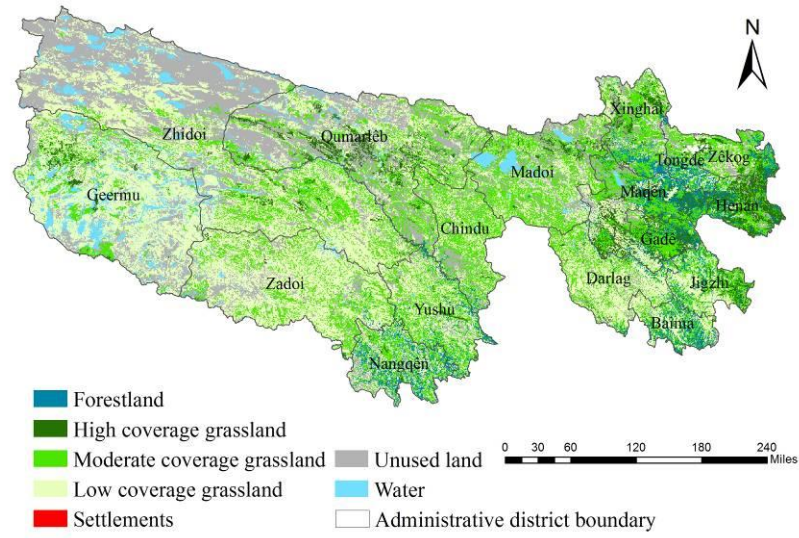 N
Xinghai
Zhidoi
Qumarlêb
Tongde
Zêkog
Madoi
Geermu
Maqên
Henan
Chindu
Gadê
Zadoi
Darlag
Jigzhi
Yushu
Baima
Nangqên
Forestland
High coverage grassland
Moderate coverage grassland
Unused land
0 30 60 120 180 240
Miles
Low coverage grassland
Water
Settlements
Administrative district boundary